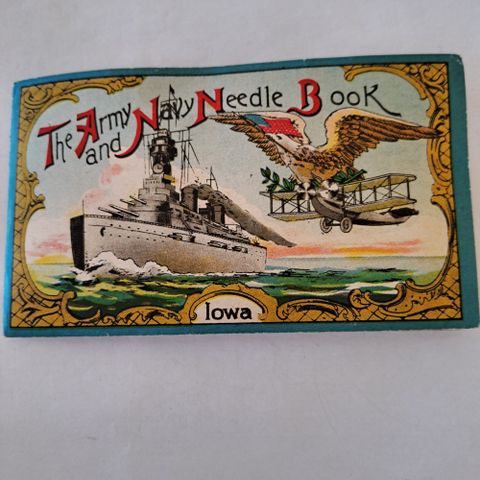 The Army Navy Needle Book
and
Iowa